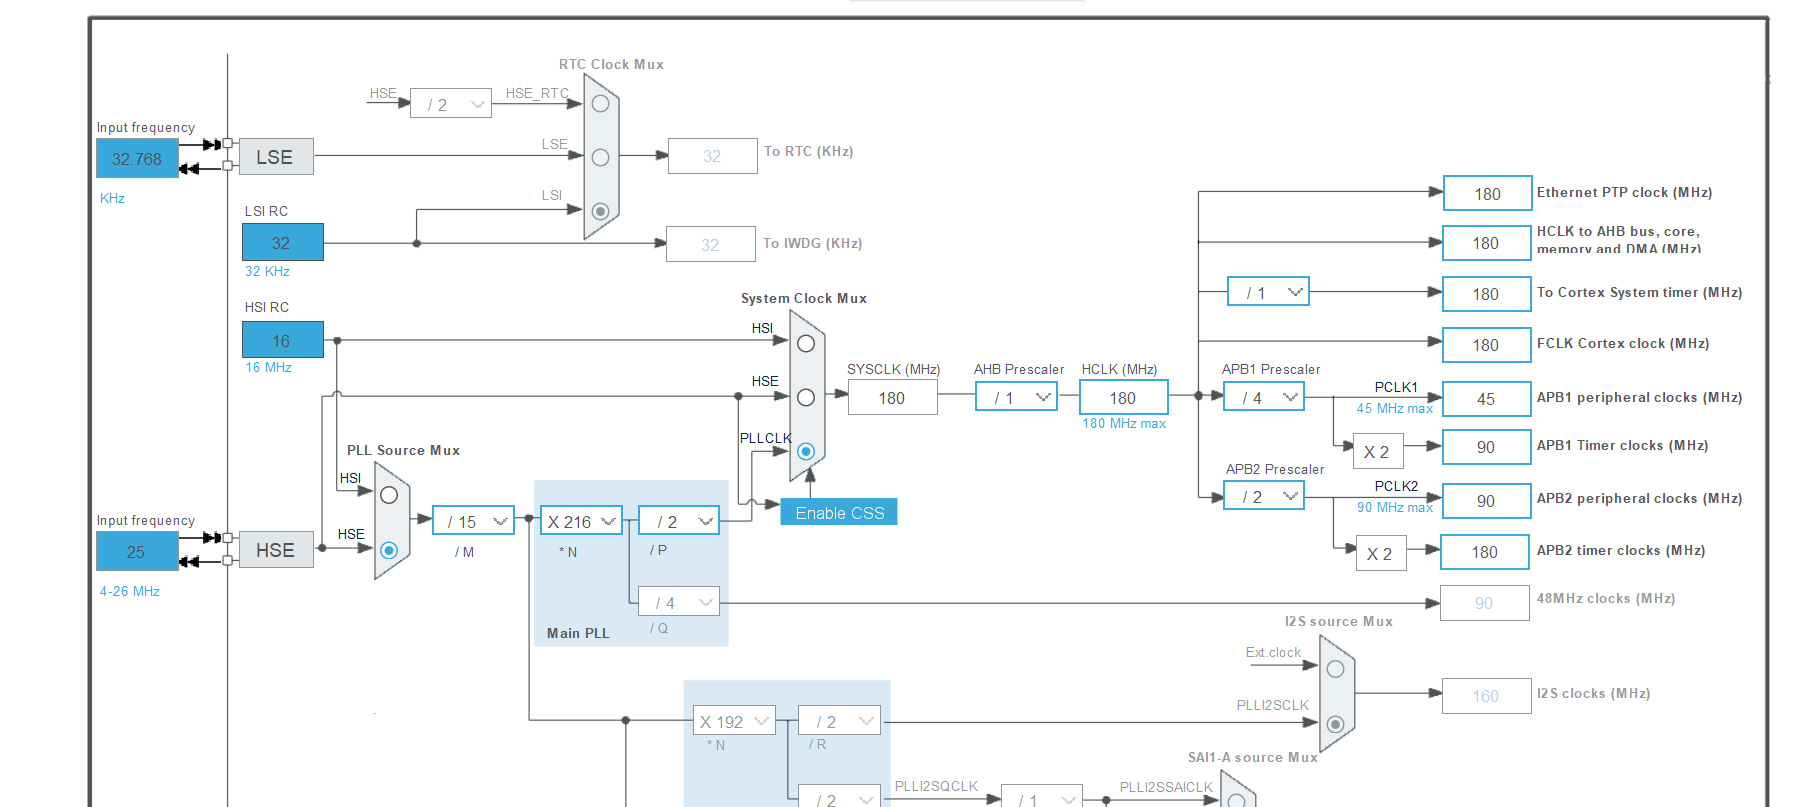 RTC Clock Mux
HSE
/ 2
HSE_RTC
Input frequency
32.768
LSE
LSE
32
To RTC (KHz)
KHz
LSI
LSI RC
32
32
To IWDG (KHz)
32 KHz
180
Ethernet PTP clock (MHz)
180
HCLK to AHB bus, core,
memory and DMA (MHz)
/ 1
180
To Cortex System timer (MHz)
System Clock Mux
HSI RC
16
HSI
16 MHz
180
FCLK Cortex clock (MHz)
HSE
SYSCLK (MHz)
AHB Prescaler
HCLK (MHz)
APB1 Prescaler
180
/ 1
180
180 MHz max
/ 4
PCLK1
45 MHz max
45
APB1 peripheral clocks (MHz)
PLLCLK
X 2
90
APB1 Timer clocks (MHz)
PLL Source Mux
HSI
APB2 Prescaler
/ 2
PCLK2
90 MHz max
90
APB2 peripheral clocks (MHz)
Enable CSS
Input frequency
25
HSE
HSE
4-26 MHz
/ 15
/ M
X 216
* N
/ 2
/ P
X 2
180
APB2 timer clocks (MHz)
/ 4
/ Q
90
48MHz clocks (MHz)
Main PLL
I2S source Mux
Ext.clock
160
I2S clocks (MHz)
PLLI2SCLK
X 192
* N
/ 2
/ R
SAI1-A source Mux
/ 2
PLLI2SQCLK
/ 1
PLLI2SSAICLK